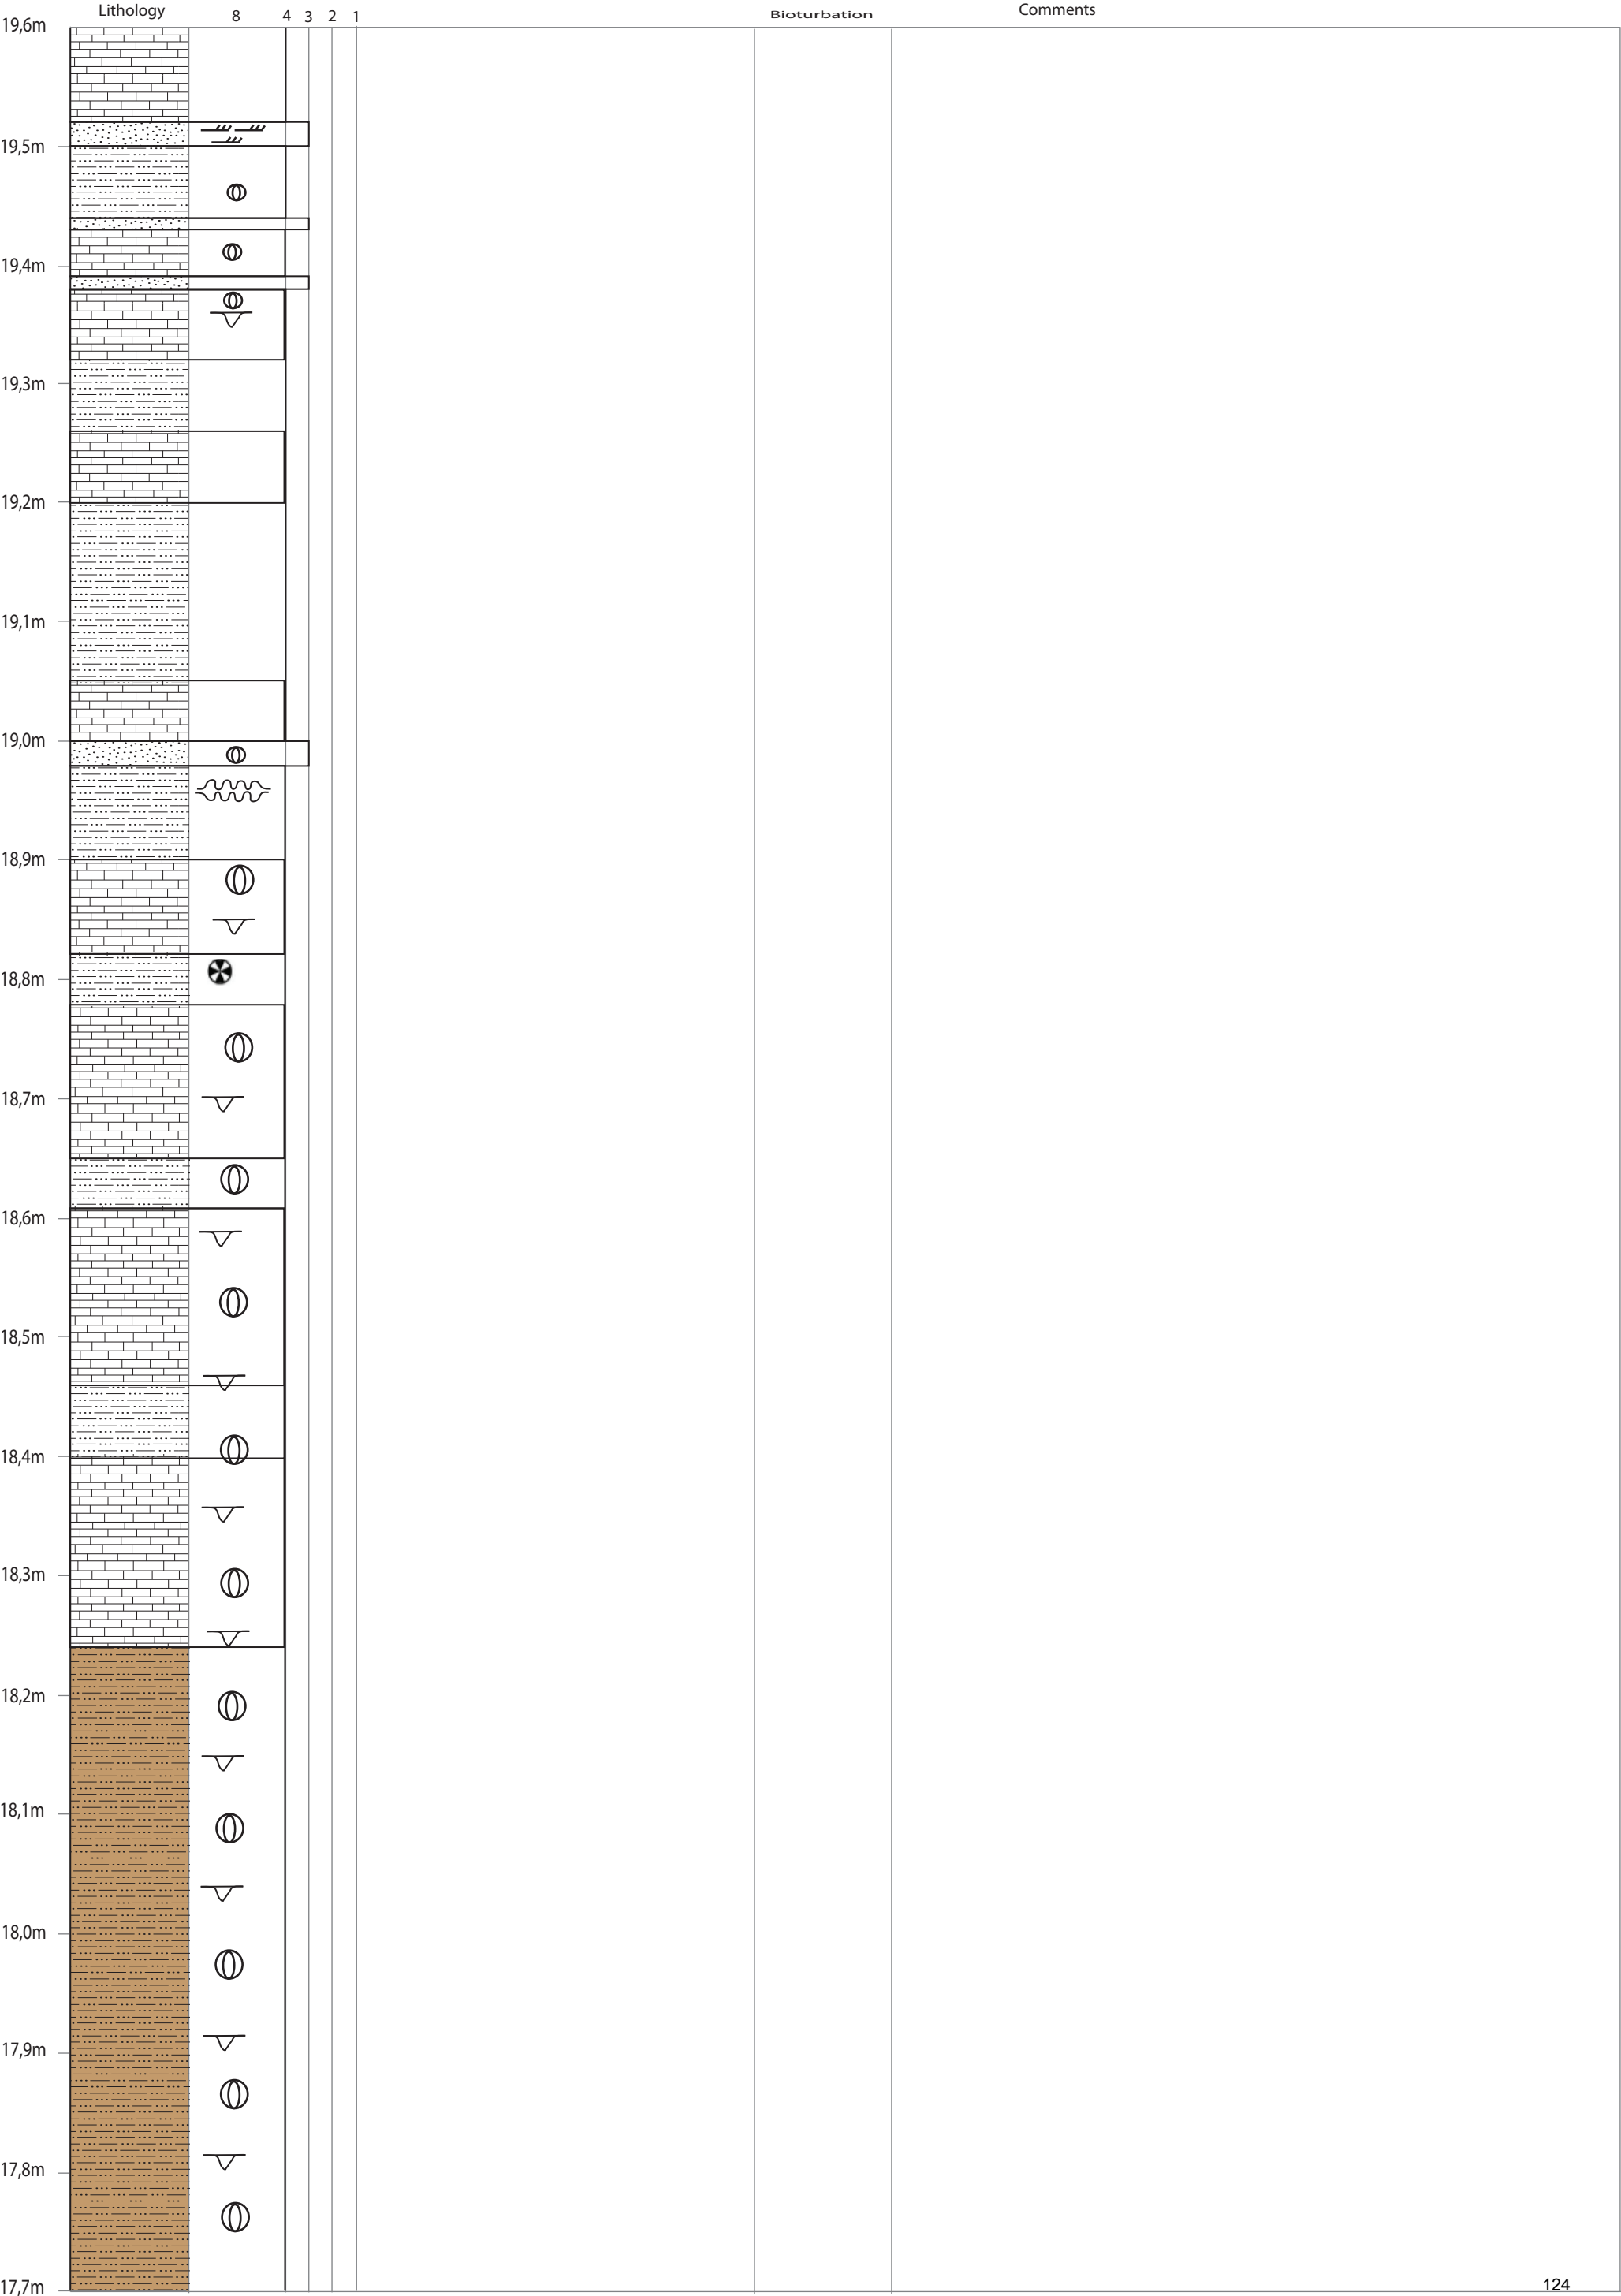 Lithology 8 4 3 2 1 Bioturbation Comments
19,6m
19,5m
19,4m
19,3m
19,2m
19,1m
19,0m
18,9m
18,8m
18,7m
18,6m
18,5m
18,4m
18,3m
18,2m
18,1m
18,0m
17,9m
17,8m
17,7m
124